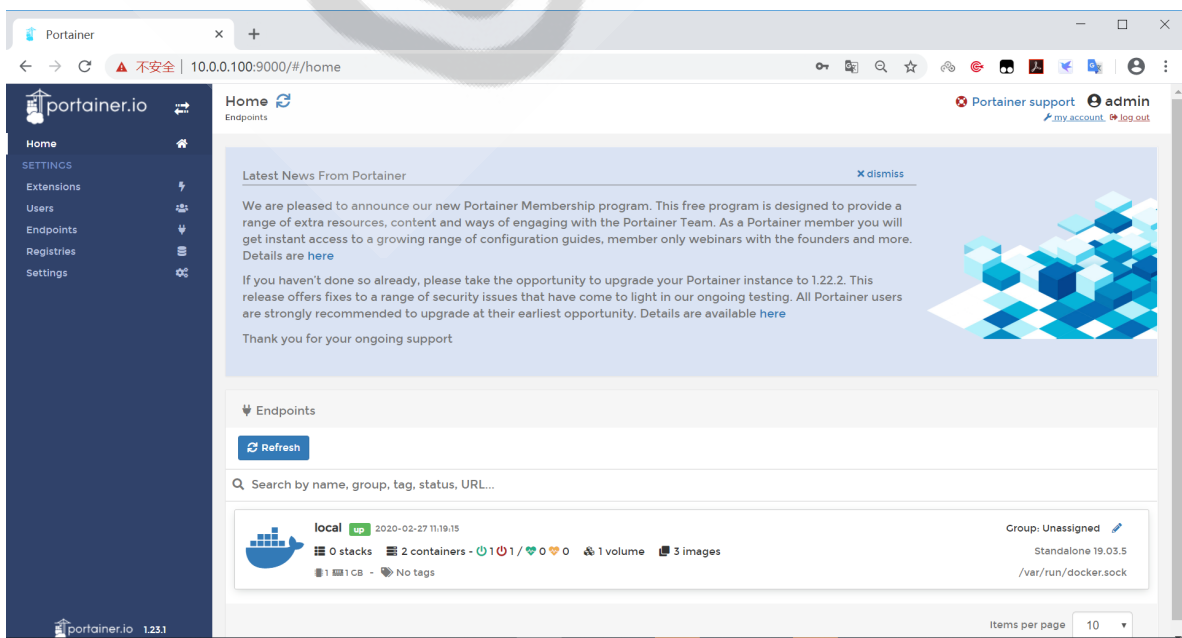 Portainer
不安全 | 10.0.0.100:9000/#/home
portainer.io
Home
Endpoints
Portainer support admin
my account log out
Home
SETTINGS
Extensions
Users
Endpoints
Registries
Settings
Latest News From Portainer
dismiss
We are pleased to announce our new Portainer Membership program. This free program is designed to provide a
range of extra resources, content and ways of engaging with the Portainer Team. As a Portainer member you will
get instant access to a growing range of configuration guides, member only webinars with the founders and more.
Details are here
If you haven't done so already, please take the opportunity to upgrade your Portainer instance to 1.22.2. This
release offers fixes to a range of security issues that have come to light in our ongoing testing. All Portainer users
are strongly recommended to upgrade at their earliest opportunity. Details are available here
Thank you for your ongoing support
Endpoints
Refresh
Search by name, group, tag, status, URL...
local up 2020-02-27 11:19:15
Group: Unassigned
0 stacks 2 containers - 1 1 / 0 0 1 volume 3 images
Standalone 19.03.5
1 1 GB - No tags
/var/run/docker.sock
Items per page 10
portainer.io 1.23.1